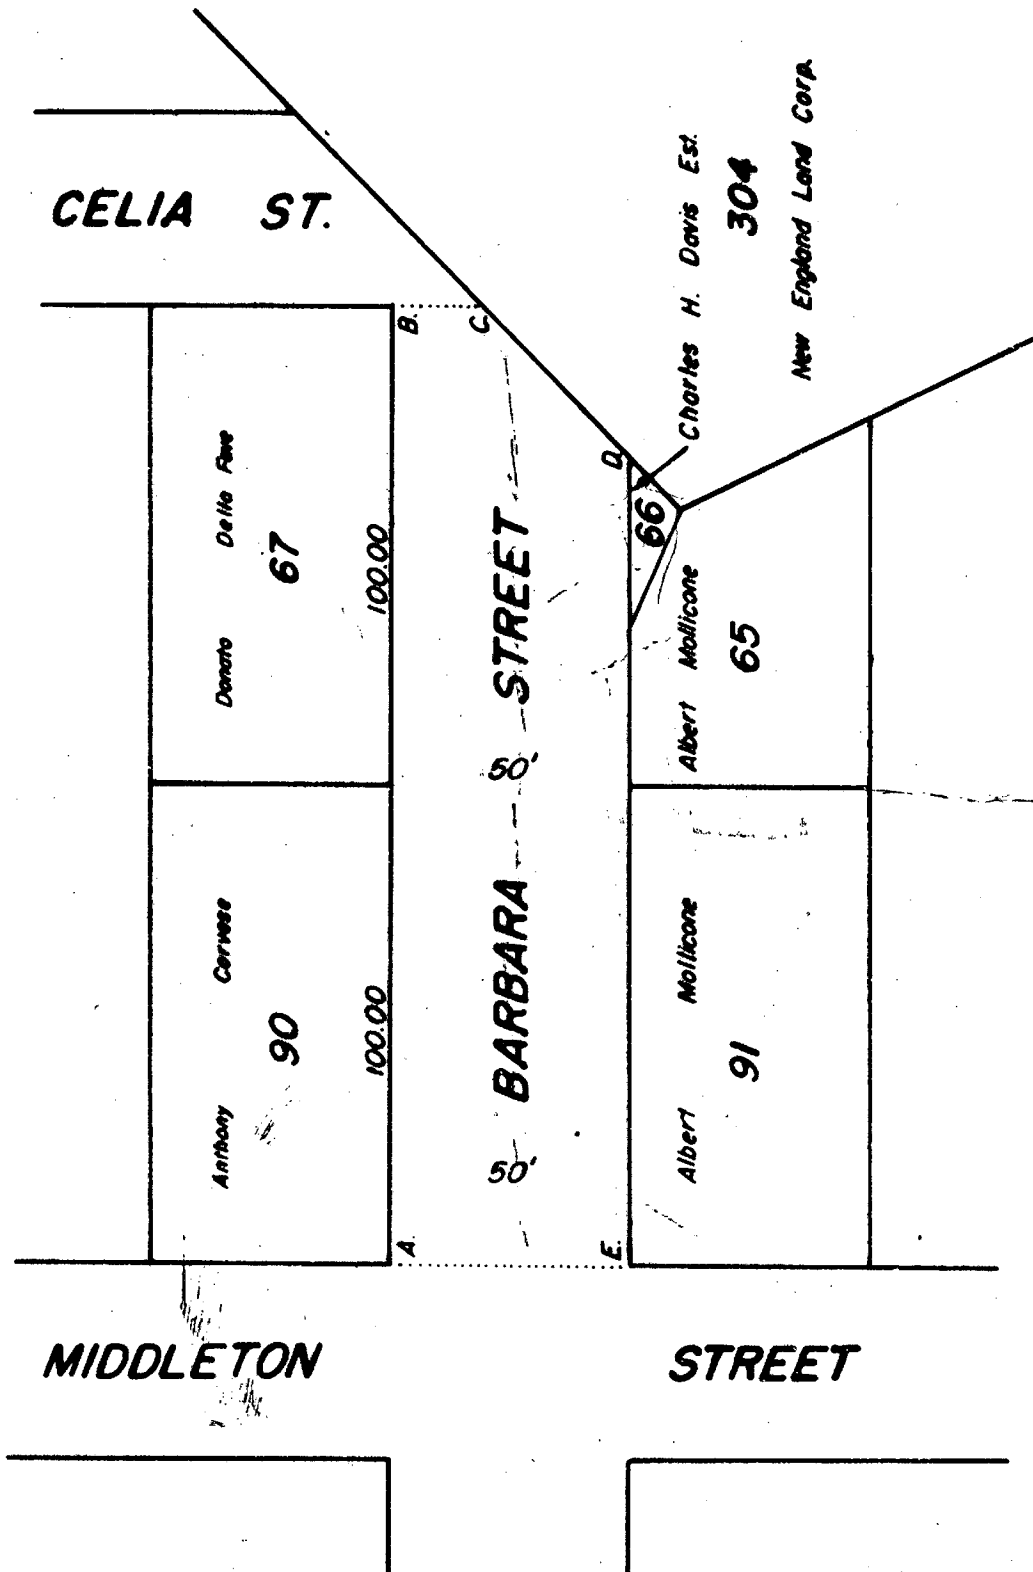 CELIA ST.
Charles H. Davis Est.
304
New England Land Corp.
B.
C.
D.
Donato Della Fave
67
100.00
66
BARBARA STREET
50'
50'
Albert Mollicone
65
Anthony Corvese
90
100.00
Albert Mollicone
91
A.
E.
MIDDLETON STREET